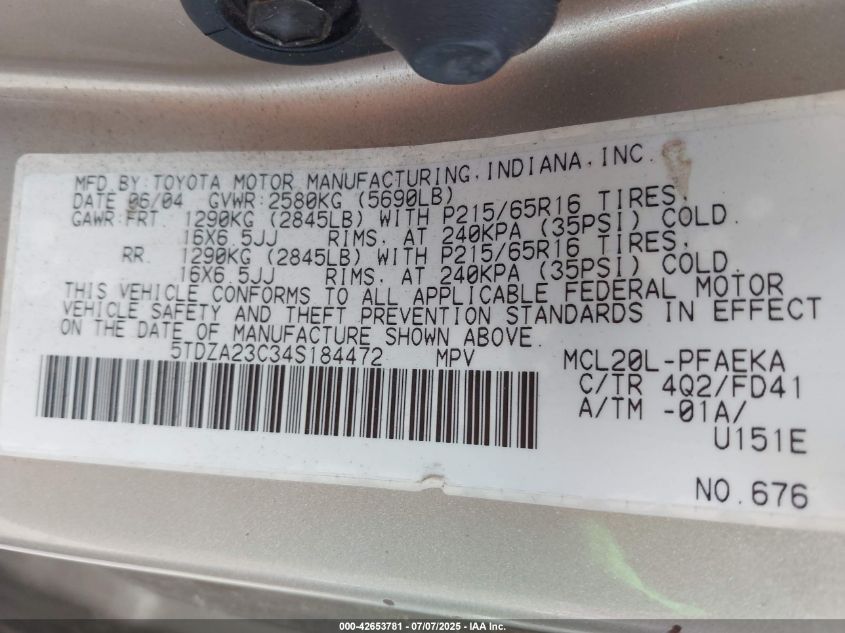 MFD.BY:TOYOTA MOTOR MANUFACTURING,INDIANA,INC.
DATE 06/04 GVWR:2580KG (5690LB)
GAWR:FRT. 1290KG (2845LB) WITH P215/65R16 TIRES,
16X6.5JJ RIMS, AT 240KPA (35PSI) COLD.
RR. 1290KG (2845LB) WITH P215/65R16 TIRES,
16X6.5JJ RIMS, AT 240KPA (35PSI) COLD.
THIS VEHICLE CONFORMS TO ALL APPLICABLE FEDERAL MOTOR
VEHICLE SAFETY AND THEFT PREVENTION STANDARDS IN EFFECT
ON THE DATE OF MANUFACTURE SHOWN ABOVE.
5TDZA23C34S184472 MPV MCL20L-PFAEKA
C/TR 4Q2/FD41
A/TM -01A/
U151E
NO.676
000-42653781 - 07/07/2025 - IAA Inc.